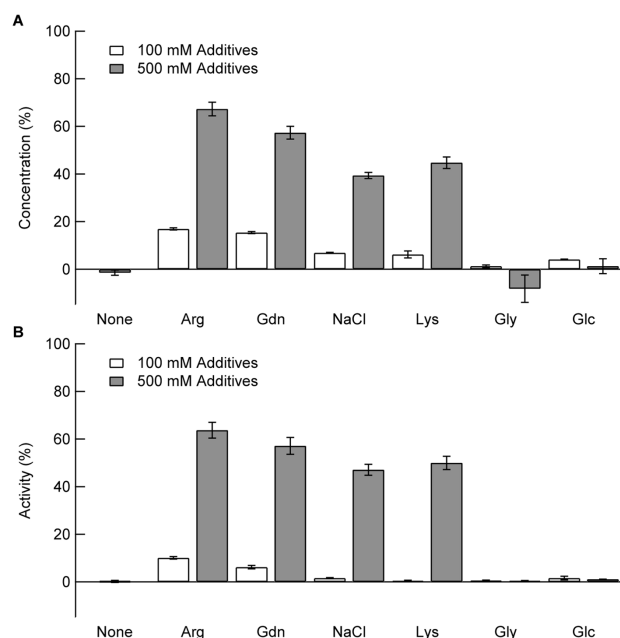 A
100 mM Additives
500 mM Additives
Concentration (%)
100
80
60
40
20
0
None Arg Gdn NaCl Lys Gly Glc
B
100 mM Additives
500 mM Additives
Activity (%)
100
80
60
40
20
0
None Arg Gdn NaCl Lys Gly Glc